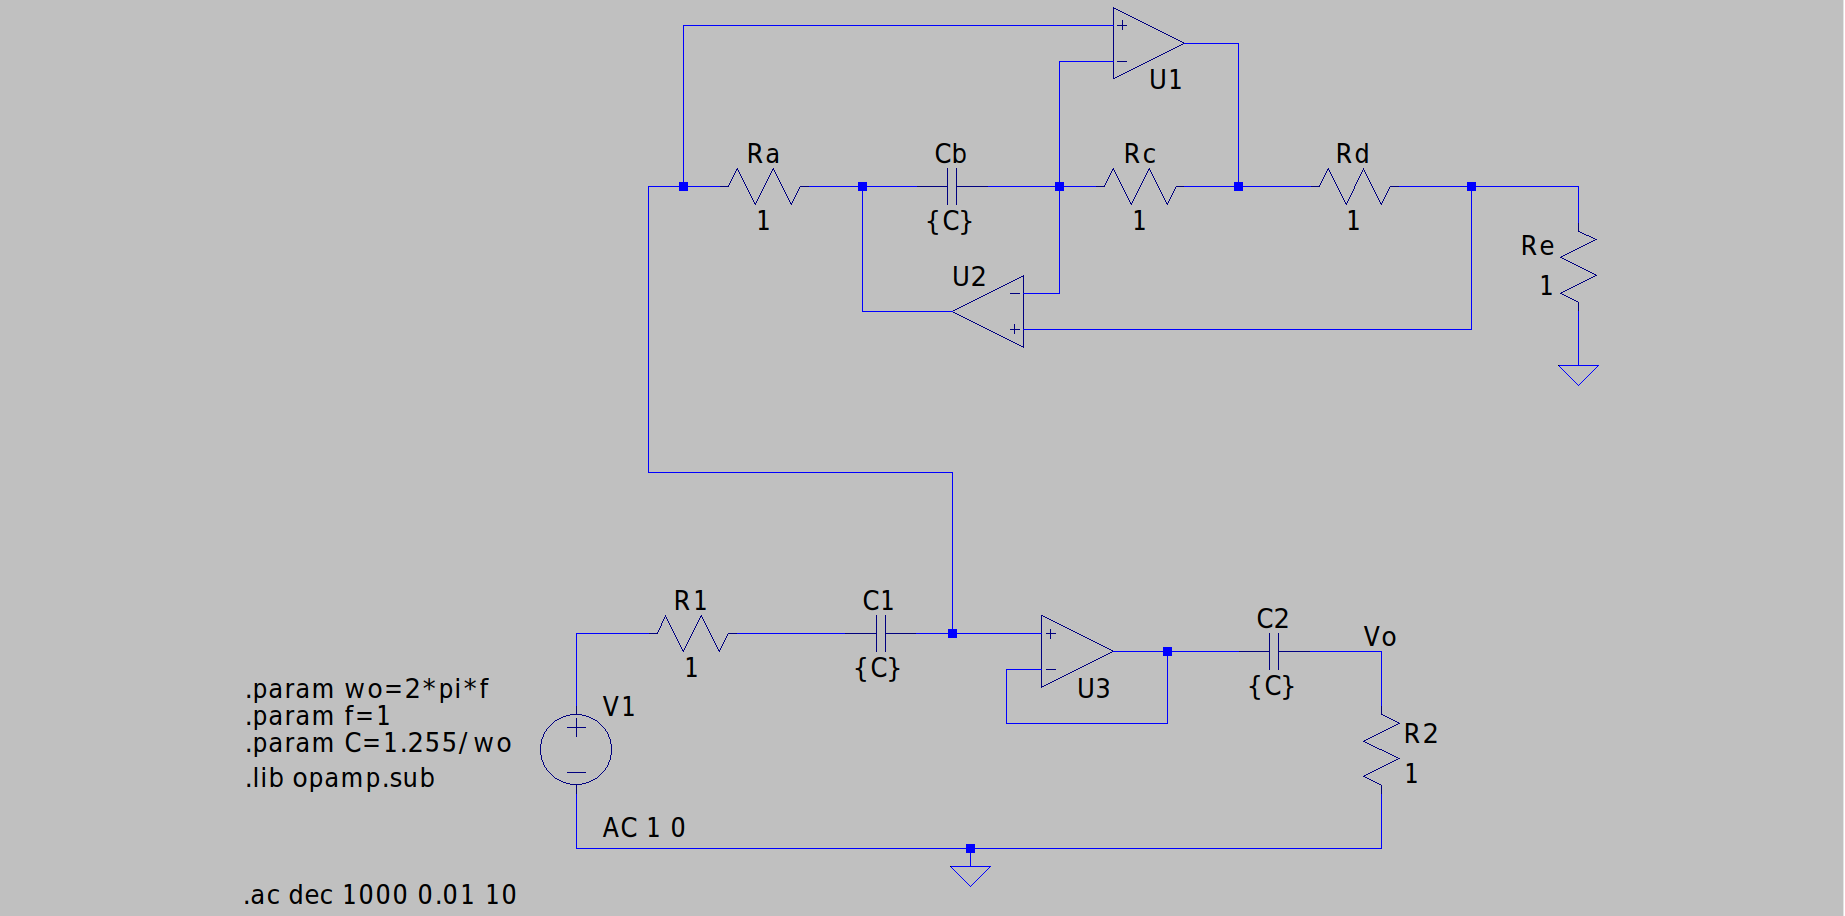 +
−
U1
Ra
Cb
Rc
Rd
1
{C}
1
1
Re
1
U2
−
+
R1
C1
C2
Vo
1
{C}
+
−
U3
{C}
R2
1
.param wo=2*pi*f
.param f=1
.param C=1.255/wo
.lib opamp.sub
V1
+
−
AC 1 0
.ac dec 1000 0.01 10